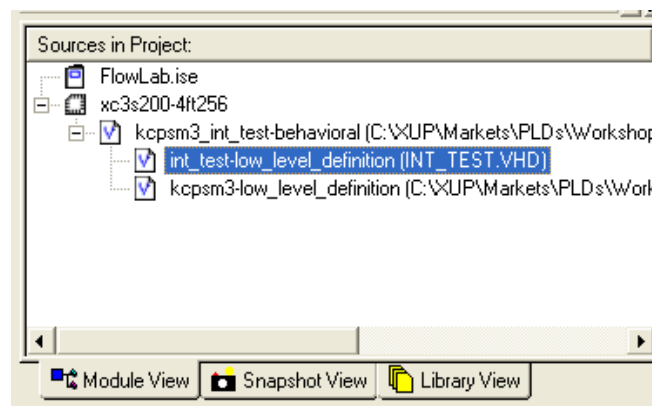 Sources in Project:
FlowLab.ise
xc3s200-4ft256
kcpsm3_int_test-behavioral (C:\XUP\Markets\PLDs\Workshop
int_test-low_level_definition (INT_TEST.VHD)
kcpsm3-low_level_definition (C:\XUP\Markets\PLDs\Work
Module View Snapshot View Library View